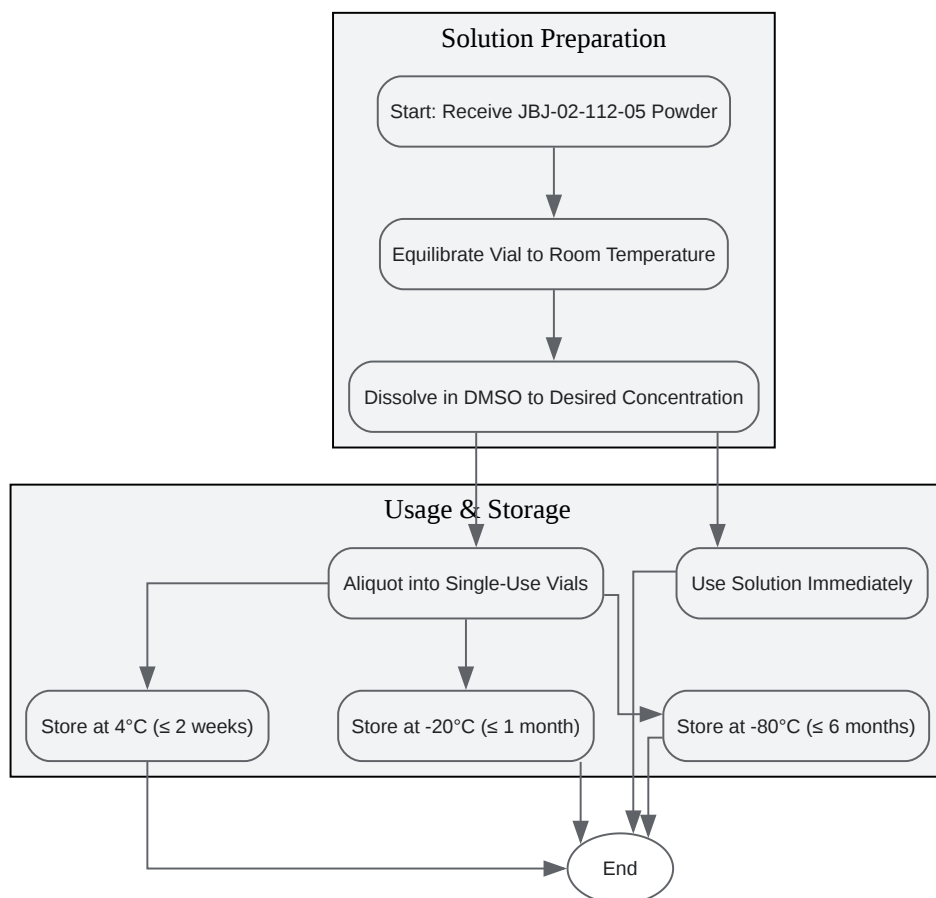 Solution Preparation
Start: Receive JBJ-02-112-05 Powder
Equilibrate Vial to Room Temperature
Dissolve in DMSO to Desired Concentration
Usage & Storage
Aliquot into Single-Use Vials
Use Solution Immediately
Store at 4°C (≤ 2 weeks)
Store at -20°C (≤ 1 month)
Store at -80°C (≤ 6 months)
End